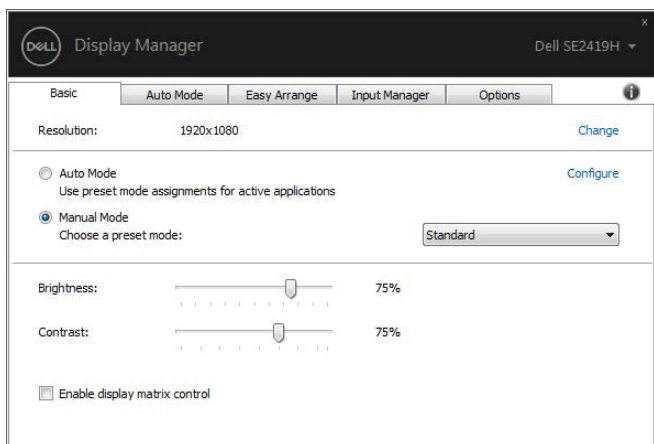 x
DELL Display Manager Dell SE2419H
Basic Auto Mode Easy Arrange Input Manager Options i
Resolution: 1920x1080 Change
Auto Mode Configure
Use preset mode assignments for active applications
Manual Mode
Choose a preset mode: Standard
Brightness: 75%
Contrast: 75%
Enable display matrix control